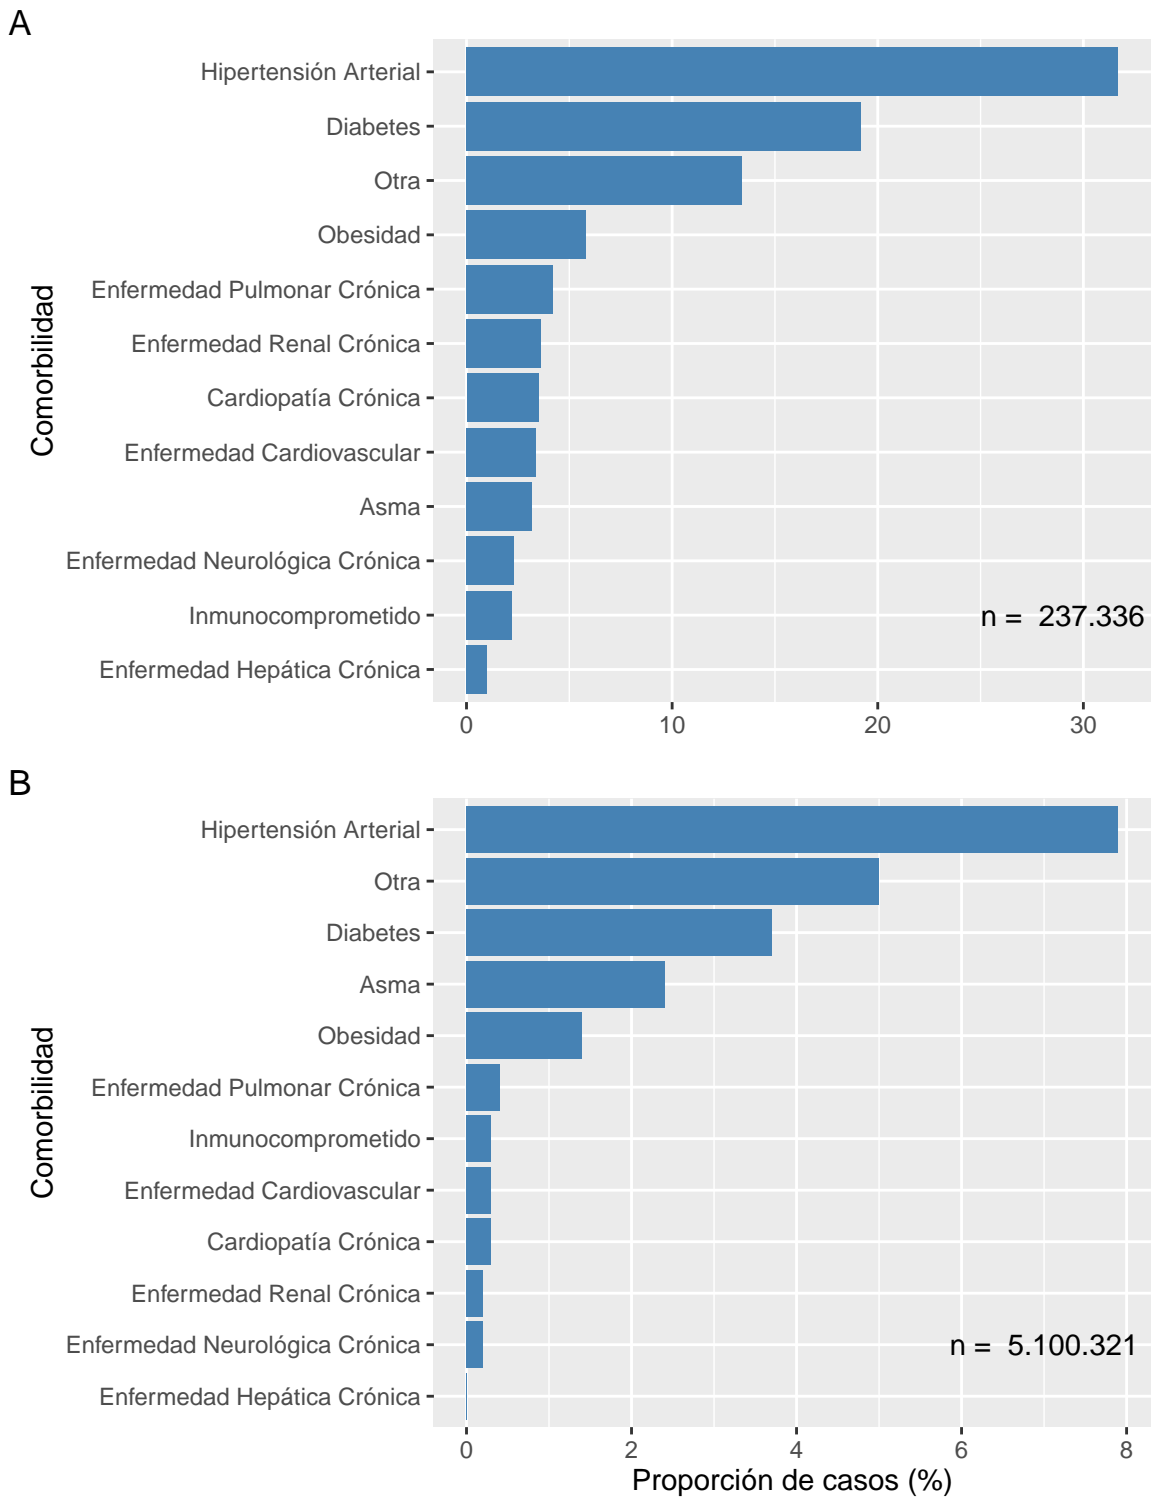 A
Comorbilidad
Hipertensión Arterial
Diabetes
Otra
Obesidad
Enfermedad Pulmonar Crónica
Enfermedad Renal Crónica
Cardiopatía Crónica
Enfermedad Cardiovascular
Asma
Enfermedad Neurológica Crónica
Inmunocomprometido
Enfermedad Hepática Crónica
n =  237.336
0 10 20 30
B
Comorbilidad
Hipertensión Arterial
Otra
Diabetes
Asma
Obesidad
Enfermedad Pulmonar Crónica
Inmunocomprometido
Enfermedad Cardiovascular
Cardiopatía Crónica
Enfermedad Renal Crónica
Enfermedad Neurológica Crónica
Enfermedad Hepática Crónica
n =  5.100.321
0 2 4 6 8
Proporción de casos (%)